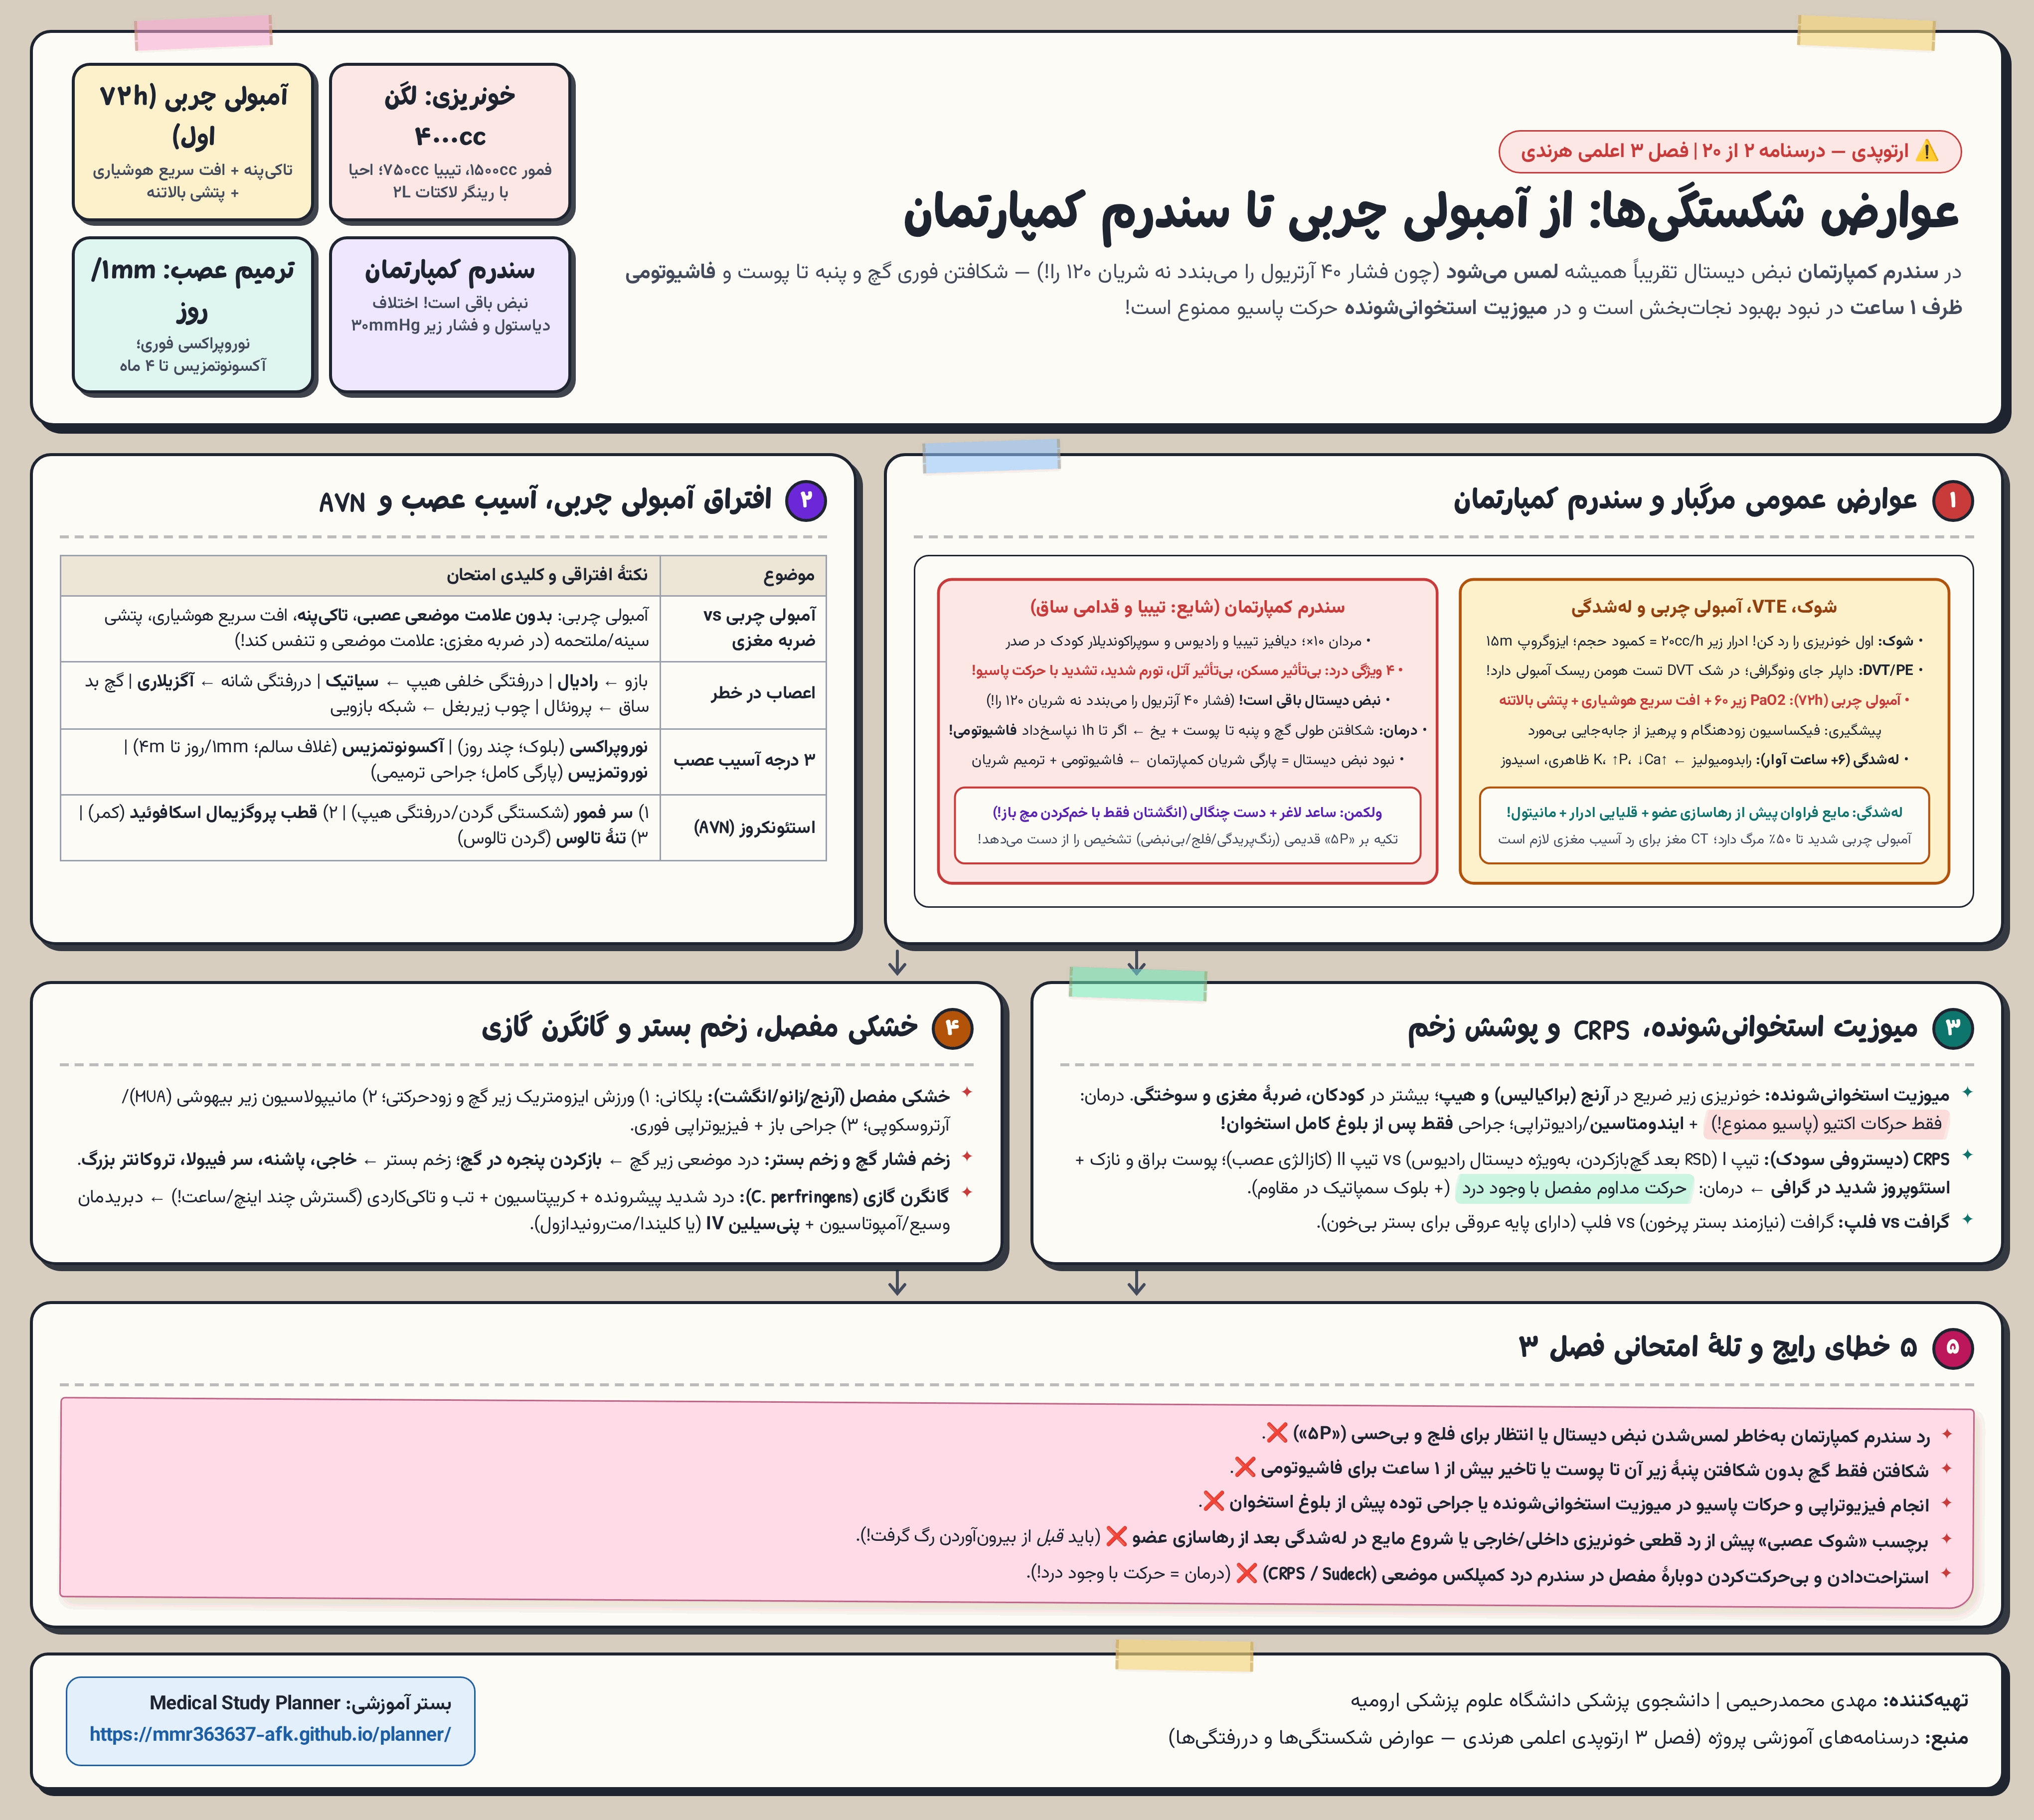 ⚠️ ارتوپدی – درسنامه ۲ از ۲۰ | فصل ۳ اعلمی هرندی
عوارض شکستگی‌ها: از آمبولی چربی تا سندرم کمپارتمان
در سندرم کمپارتمان نبض دیستال تقریباً همیشه لمس می‌شود (چون فشار ۴۰ آرتریول را می‌بندد نه شریان ۱۲۰ را!) – شکافتن فوری گچ و پنبه تا پوست و فاشیوتومی
ظرف ۱ ساعت در نبود بهبود نجات‌بخش است و در میوزیت استخوانی‌شونده حرکت پاسیو ممنوع است!
خونریزی: لگن
۴۰۰۰cc
فمور ۱۵۰۰cc، تیبیا ۷۵۰cc؛ احیا
با رینگر لاکتات ۲L
آمبولی چربی (۷۲h
اول)
تاکی‌پنه + افت سریع هوشیاری
+ پتشی بالاتنه
سندرم کمپارتمان
نبض باقی است! اختلاف
دیاستول و فشار زیر ۳۰mmHg
ترمیم عصب: ۱mm/
روز
نوروپراکسی فوری؛
آکسونوتمزیس تا ۴ ماه
۱ عوارض عمومی مرگبار و سندرم کمپارتمان
شوک، VTE، آمبولی چربی و له‌شدگی
• شوک: اول خونریزی را رد کن! ادرار زیر ۲۰cc/h = کمبود حجم؛ ایزوگروپ ۱۵m
• DVT/PE: داپلر جای ونوگرافی؛ در شک DVT تست هومن ریسک آمبولی دارد!
• آمبولی چربی (۷۲h): PaO2 زیر ۶۰ + افت سریع هوشیاری + پتشی بالاتنه
پیشگیری: فیکساسیون زودهنگام و پرهیز از جابه‌جایی بی‌مورد
• له‌شدگی (۶+ ساعت آوار): رابدومیولیز ← K، ↑P، ↓Ca↑ ظاهری، اسیدوز
له‌شدگی: مایع فراوان پیش از رهاسازی عضو + قلیایی ادرار + مانیتول!
آمبولی چربی شدید تا ۵۰٪ مرگ دارد؛ CT مغز برای رد آسیب مغزی لازم است
سندرم کمپارتمان (شایع: تیبیا و قدامی ساق)
• مردان ۱۰×؛ دیافیز تیبیا و رادیوس و سوپراکوندیلار کودک در صدر
• ۴ ویژگی درد: بی‌تأثیر مسکن، بی‌تأثیر آتل، تورم شدید، تشدید با حرکت پاسیو!
• نبض دیستال باقی است! (فشار ۴۰ آرتریول را می‌بندد نه شریان ۱۲۰ را!)
• درمان: شکافتن طولی گچ و پنبه تا پوست + یخ ← اگر تا ۱h نپاسخ‌داد فاشیوتومی!
• نبود نبض دیستال = پارگی شریان کمپارتمان ← فاشیوتومی + ترمیم شریان
ولکمن: ساعد لاغر + دست چنگالی (انگشتان فقط با خم‌کردن مچ باز!)
تکیه بر «۵P» قدیمی (رنگ‌پریدگی/فلج/بی‌نبضی) تشخیص را از دست می‌دهد!
۲ افتراق آمبولی چربی، آسیب عصب و AVN
موضوع | نکتهٔ افتراقی و کلیدی امتحان
آمبولی چربی vs ضربه مغزی | آمبولی چربی: بدون علامت موضعی عصبی، تاکی‌پنه، افت سریع هوشیاری، پتشی
سینه/ملتحمه (در ضربه مغزی: علامت موضعی و تنفس کند!)
اعصاب در خطر | بازو ← رادیال | دررفتگی خلفی هیپ ← سیاتیک | دررفتگی شانه ← آگزیلاری | گچ بد
ساق ← پرونئال | چوب زیربغل ← شبکه بازویی
۳ درجه آسیب عصب | نوروپراکسی (بلوک؛ چند روز) | آکسونوتمزیس (غلاف سالم؛ ۱mm/روز تا ۴m) |
نوروتمزیس (پارگی کامل؛ جراحی ترمیمی)
استئونکروز (AVN) | ۱) سر فمور (شکستگی گردن/دررفتگی هیپ) | ۲) قطب پروگزیمال اسکافوئید (کمر) |
۳) تنهٔ تالوس (گردن تالوس)
۳ میوزیت استخوانی‌شونده، CRPS و پوشش زخم
✦ میوزیت استخوانی‌شونده: خونریزی زیر ضریع در آرنج (براکیالیس) و هیپ؛ بیشتر در کودکان، ضربهٔ مغزی و سوختگی. درمان:
فقط حرکات اکتیو (پاسیو ممنوع!) + ایندومتاسین/رادیوتراپی؛ جراحی فقط پس از بلوغ کامل استخوان!
✦ CRPS (دیستروفی سودک): تیپ I (RSD بعد گچ‌بازکردن، به‌ویژه دیستال رادیوس) vs تیپ II (کازالژی عصب)؛ پوست براق و نازک +
استئوپروز شدید در گرافی ← درمان: حرکت مداوم مفصل با وجود درد (+ بلوک سمپاتیک در مقاوم).
✦ گرافت vs فلپ: گرافت (نیازمند بستر پرخون) vs فلپ (دارای پایه عروقی برای بستر بی‌خون).
۴ خشکی مفصل، زخم بستر و گانگرن گازی
✦ خشکی مفصل (آرنج/زانو/انگشت): پلکانی: ۱) ورزش ایزومتریک زیر گچ و زودحرکتی؛ ۲) مانیپولاسیون زیر بیهوشی (MUA)/
آرتروسکوپی؛ ۳) جراحی باز + فیزیوتراپی فوری.
✦ زخم فشار گچ و زخم بستر: درد موضعی زیر گچ ← بازکردن پنجره در گچ؛ زخم بستر ← خاجی، پاشنه، سر فیبولا، تروکانتر بزرگ.
✦ گانگرن گازی (C. perfringens): درد شدید پیشرونده + کریپتاسیون + تب و تاکی‌کاردی (گسترش چند اینچ/ساعت!) ← دبریدمان
وسیع/آمپوتاسیون + پنی‌سیلین IV (یا کلیندا/مترونیدازول).
۵ ۵ خطای رایج و تلهٔ امتحانی فصل ۳
✦ رد سندرم کمپارتمان به‌خاطر لمس‌شدن نبض دیستال یا انتظار برای فلج و بی‌حسی («۵P») ❌.
✦ شکافتن فقط گچ بدون شکافتن پنبهٔ زیر آن تا پوست یا تاخیر بیش از ۱ ساعت برای فاشیوتومی ❌.
✦ انجام فیزیوتراپی و حرکات پاسیو در میوزیت استخوانی‌شونده یا جراحی توده پیش از بلوغ استخوان ❌.
✦ برچسب «شوک عصبی» پیش از رد قطعی خونریزی داخلی/خارجی یا شروع مایع در له‌شدگی بعد از رهاسازی عضو ❌ (باید قبل از بیرون‌آوردن رگ گرفت!).
✦ استراحت‌دادن و بی‌حرکت‌کردن دوبارهٔ مفصل در سندرم درد کمپلکس موضعی (CRPS / Sudeck) ❌ (درمان = حرکت با وجود درد!).
تهیه‌کننده: مهدی محمدرحیمی | دانشجوی پزشکی دانشگاه علوم پزشکی ارومیه
منبع: درسنامه‌های آموزشی پروژه (فصل ۳ ارتوپدی اعلمی هرندی – عوارض شکستگی‌ها و دررفتگی‌ها)
بستر آموزشی: Medical Study Planner
https://mmr363637-afk.github.io/planner/